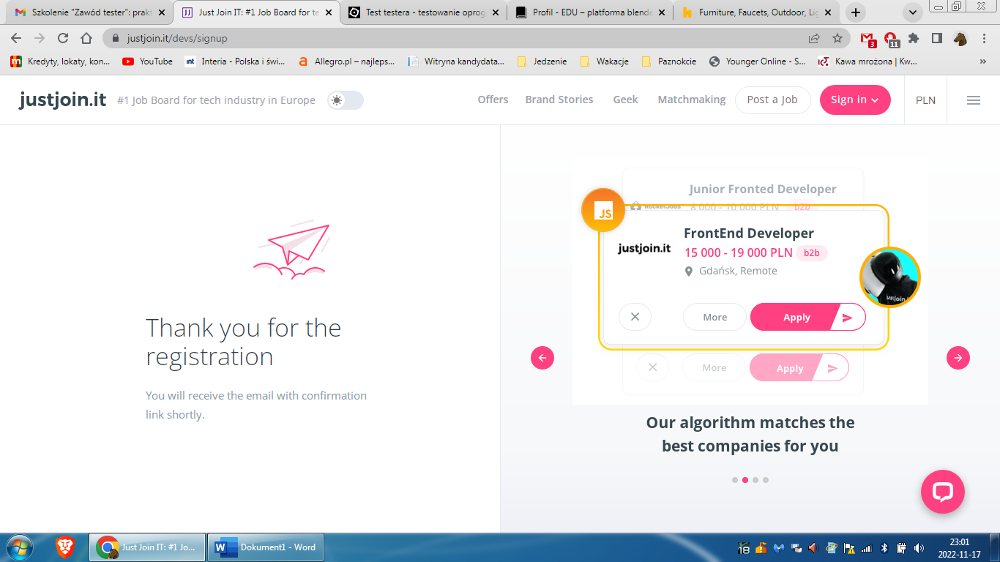 Szkolenie "Zawód tester": prakt
Just Join IT: #1 Job Board for te
Test testera - testowanie oprog
Profil - EDU – platforma blende
Furniture, Faucets, Outdoor, Lig
justjoin.it/devs/signup
3
11
Kredyty, lokaty, kon...
YouTube
int
Interia - Polska i świ...
Allegro.pl – najleps...
Witryna kandydata...
Jedzenie
Wakacje
Paznokcie
Younger Online - S...
Kawa mrożona | Kw...
justjoin.it
#1 Job Board for tech industry in Europe
Offers
Brand Stories
Geek
Matchmaking
Post a Job
Sign in
PLN
Thank you for the
registration
You will receive the email with confirmation
link shortly.
Junior Fronted Developer
RocketJobs
8 000 - 10 000 PLN
b2b
JS
FrontEnd Developer
justjoin.it
15 000 - 19 000 PLN
b2b
Gdańsk, Remote
justjoin.i
More
Apply
More
Apply
Our algorithm matches the
best companies for you
Just Join IT: #1 Jo...
Dokument1 - Word
18
23:01
2022-11-17